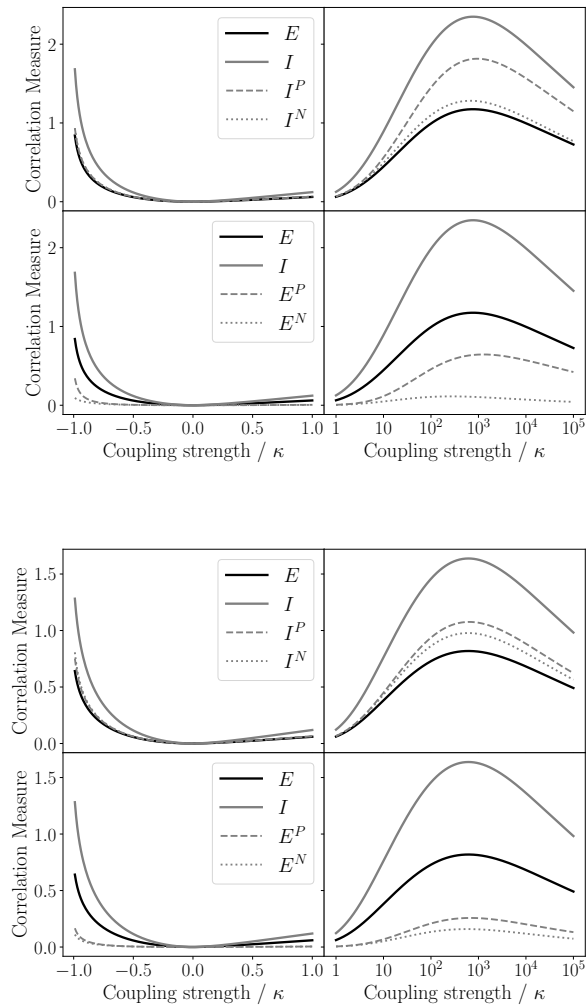 Correlation Measure
2
1
0
E
I
I^P
I^N
Correlation Measure
2
1
0
E
I
E^P
E^N
−1.0 −0.5 0.0 0.5 1.0
Coupling strength / κ
1 10 10^2 10^3 10^4 10^5
Coupling strength / κ
Correlation Measure
1.5
1.0
0.5
0.0
E
I
I^P
I^N
Correlation Measure
1.5
1.0
0.5
0.0
E
I
E^P
E^N
−1.0 −0.5 0.0 0.5 1.0
Coupling strength / κ
1 10 10^2 10^3 10^4 10^5
Coupling strength / κ